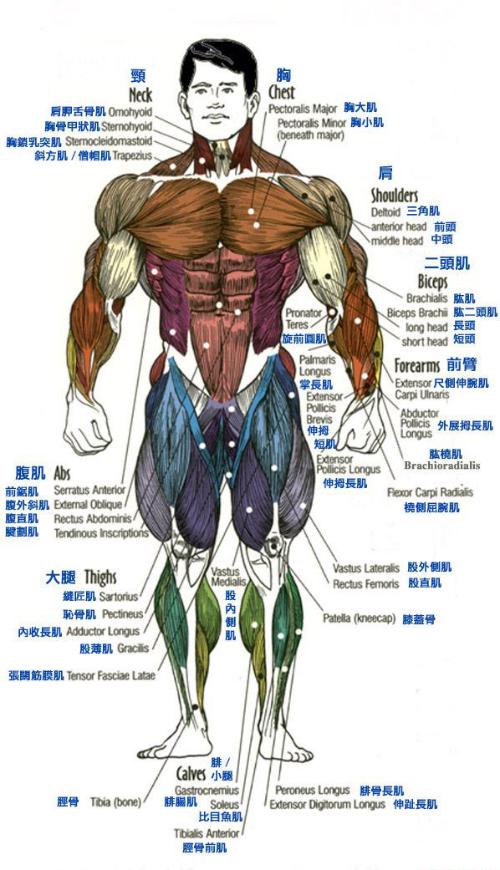 頸
Neck
肩胛舌骨肌 Omohyoid
胸骨甲狀肌 Sternohyoid
胸鎖乳突肌 Sternocleidomastoid
斜方肌 / 僧帽肌 Trapezius
胸
Chest
Pectoralis Major 胸大肌
Pectoralis Minor 胸小肌
(beneath major)
肩
Shoulders
Deltoid 三角肌
anterior head 前頭
middle head 中頭
二頭肌
Biceps
Brachialis 肱肌
Biceps Brachii 肱二頭肌
long head 長頭
short head 短頭
Pronator
Teres
旋前圓肌
Palmaris
Longus
掌長肌
Extensor
Pollicis
Brevis
伸拇
短肌
Extensor
Pollicis Longus
伸拇長肌
Forearms 前臂
Extensor 尺側伸腕肌
Carpi Ulnaris
Abductor
Pollicis 外展拇長肌
Longus
肱橈肌
Brachioradialis
Flexor Carpi Radialis
橈側屈腕肌
腹肌 Abs
前鋸肌 Serratus Anterior
腹外斜肌 External Oblique
腹直肌 Rectus Abdominis
腱劃肌 Tendinous Inscriptions
大腿 Thighs
縫匠肌 Sartorius
恥骨肌 Pectineus
內收長肌 Adductor Longus
股薄肌 Gracilis
張闊筋膜肌 Tensor Fasciae Latae
Vastus
Medialis
股
內
側
肌
Vastus Lateralis 股外側肌
Rectus Femoris 股直肌
Patella (kneecap) 膝蓋骨
腓 /
小腿
Calves
Gastrocnemius
腓腸肌
Soleus
比目魚肌
Tibialis Anterior
脛骨前肌
脛骨 Tibia (bone)
Peroneus Longus 腓骨長肌
Extensor Digitorum Longus 伸趾長肌